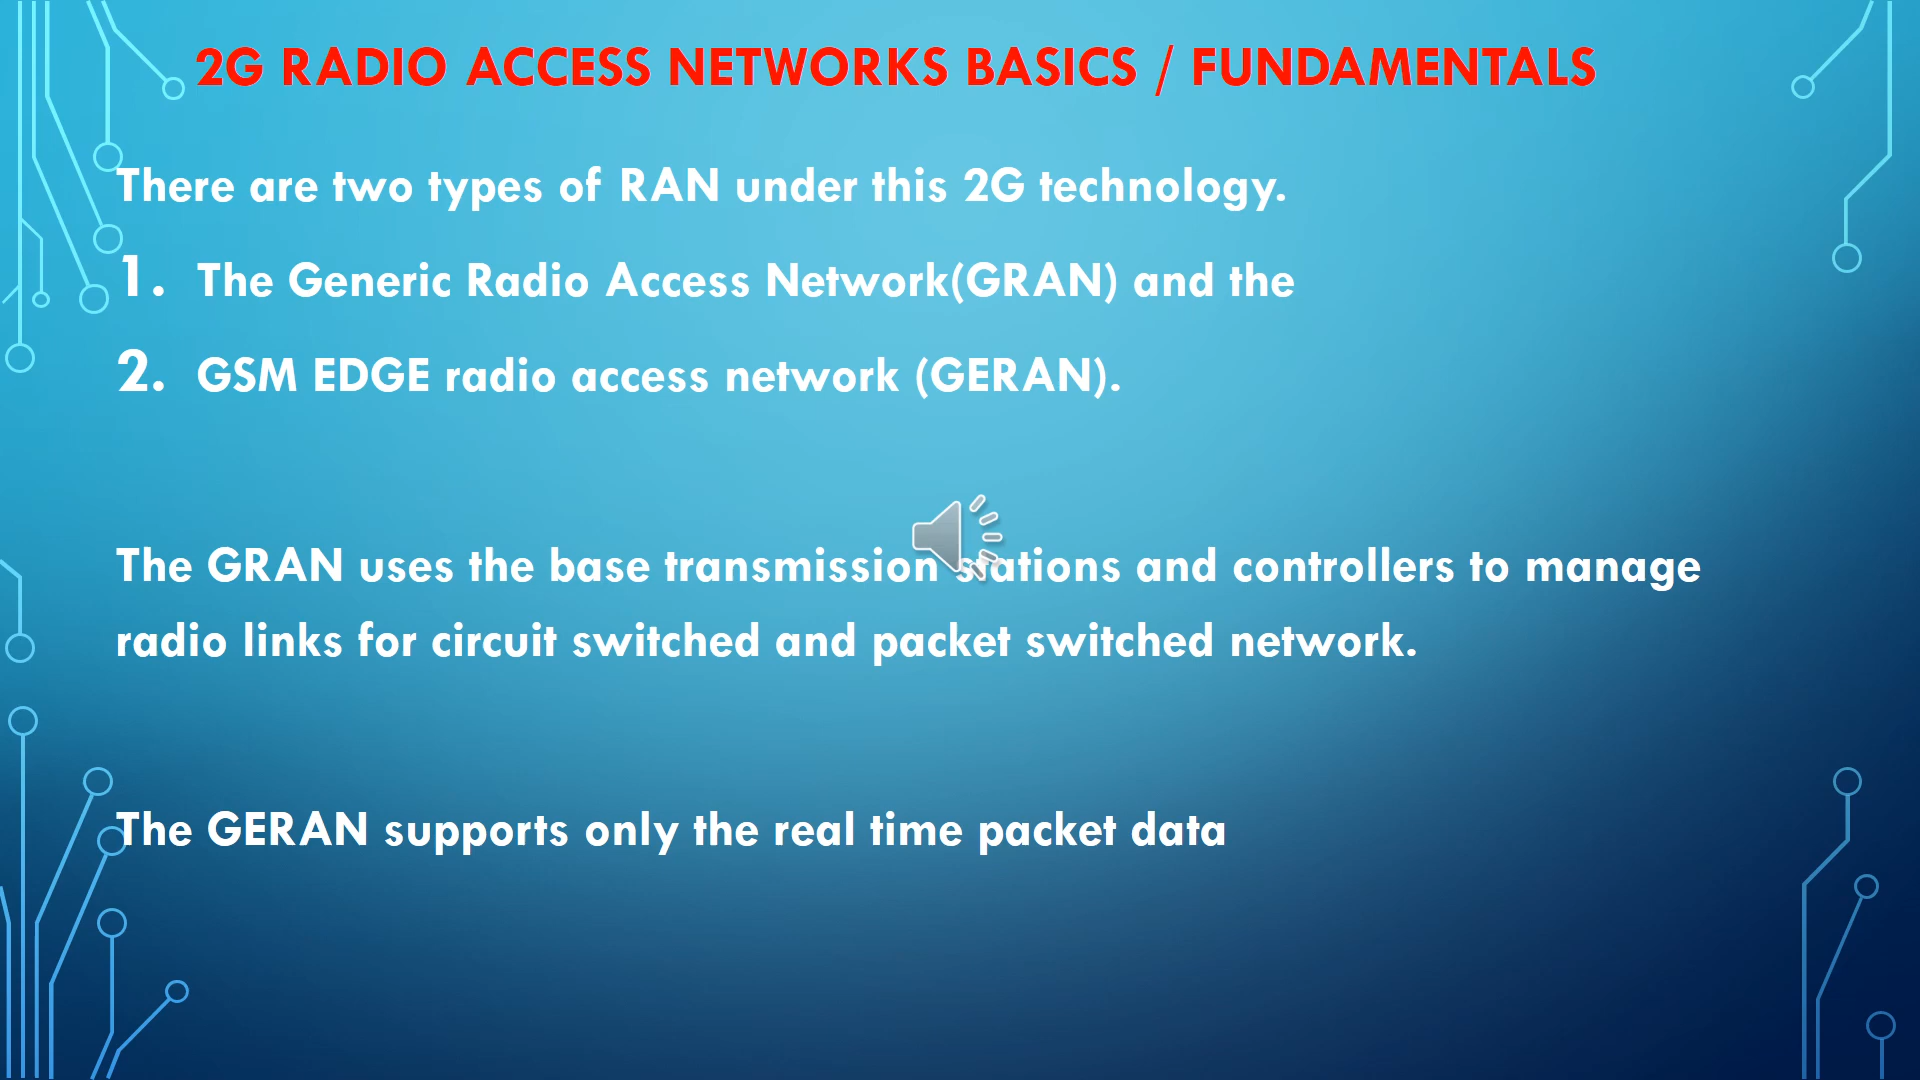 2G RADIO ACCESS NETWORKS BASICS / FUNDAMENTALS
There are two types of RAN under this 2G technology.
1. The Generic Radio Access Network(GRAN) and the
2. GSM EDGE radio access network (GERAN).
The GRAN uses the base transmission stations and controllers to manage
radio links for circuit switched and packet switched network.
The GERAN supports only the real time packet data